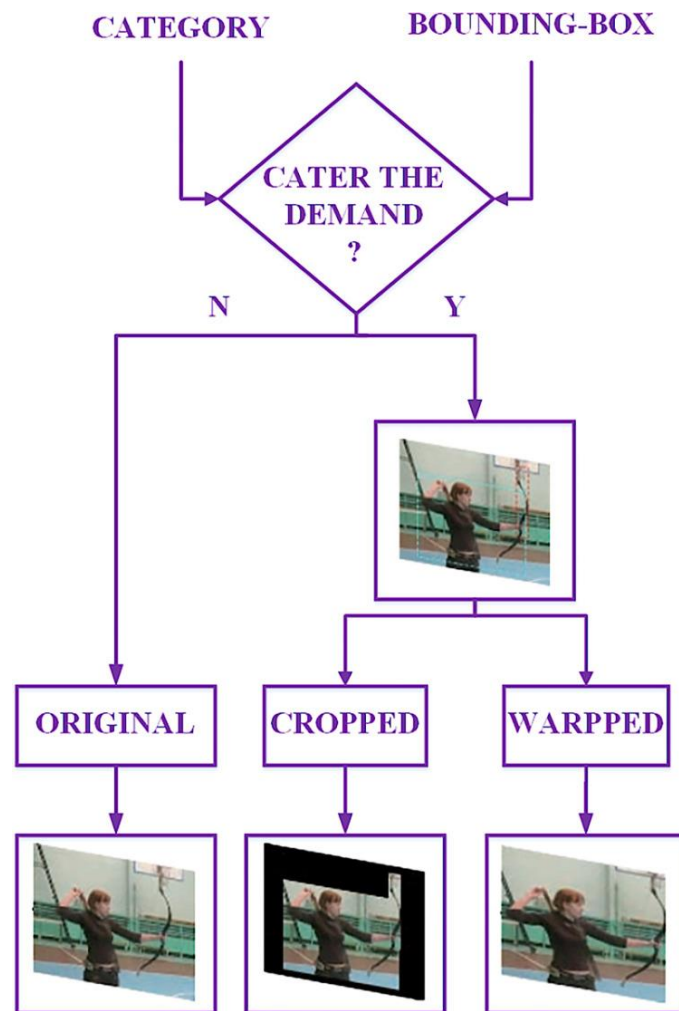 CATEGORY
BOUNDING-BOX
CATER THE
DEMAND
?
N
Y
ORIGINAL
CROPPED
WARPPED